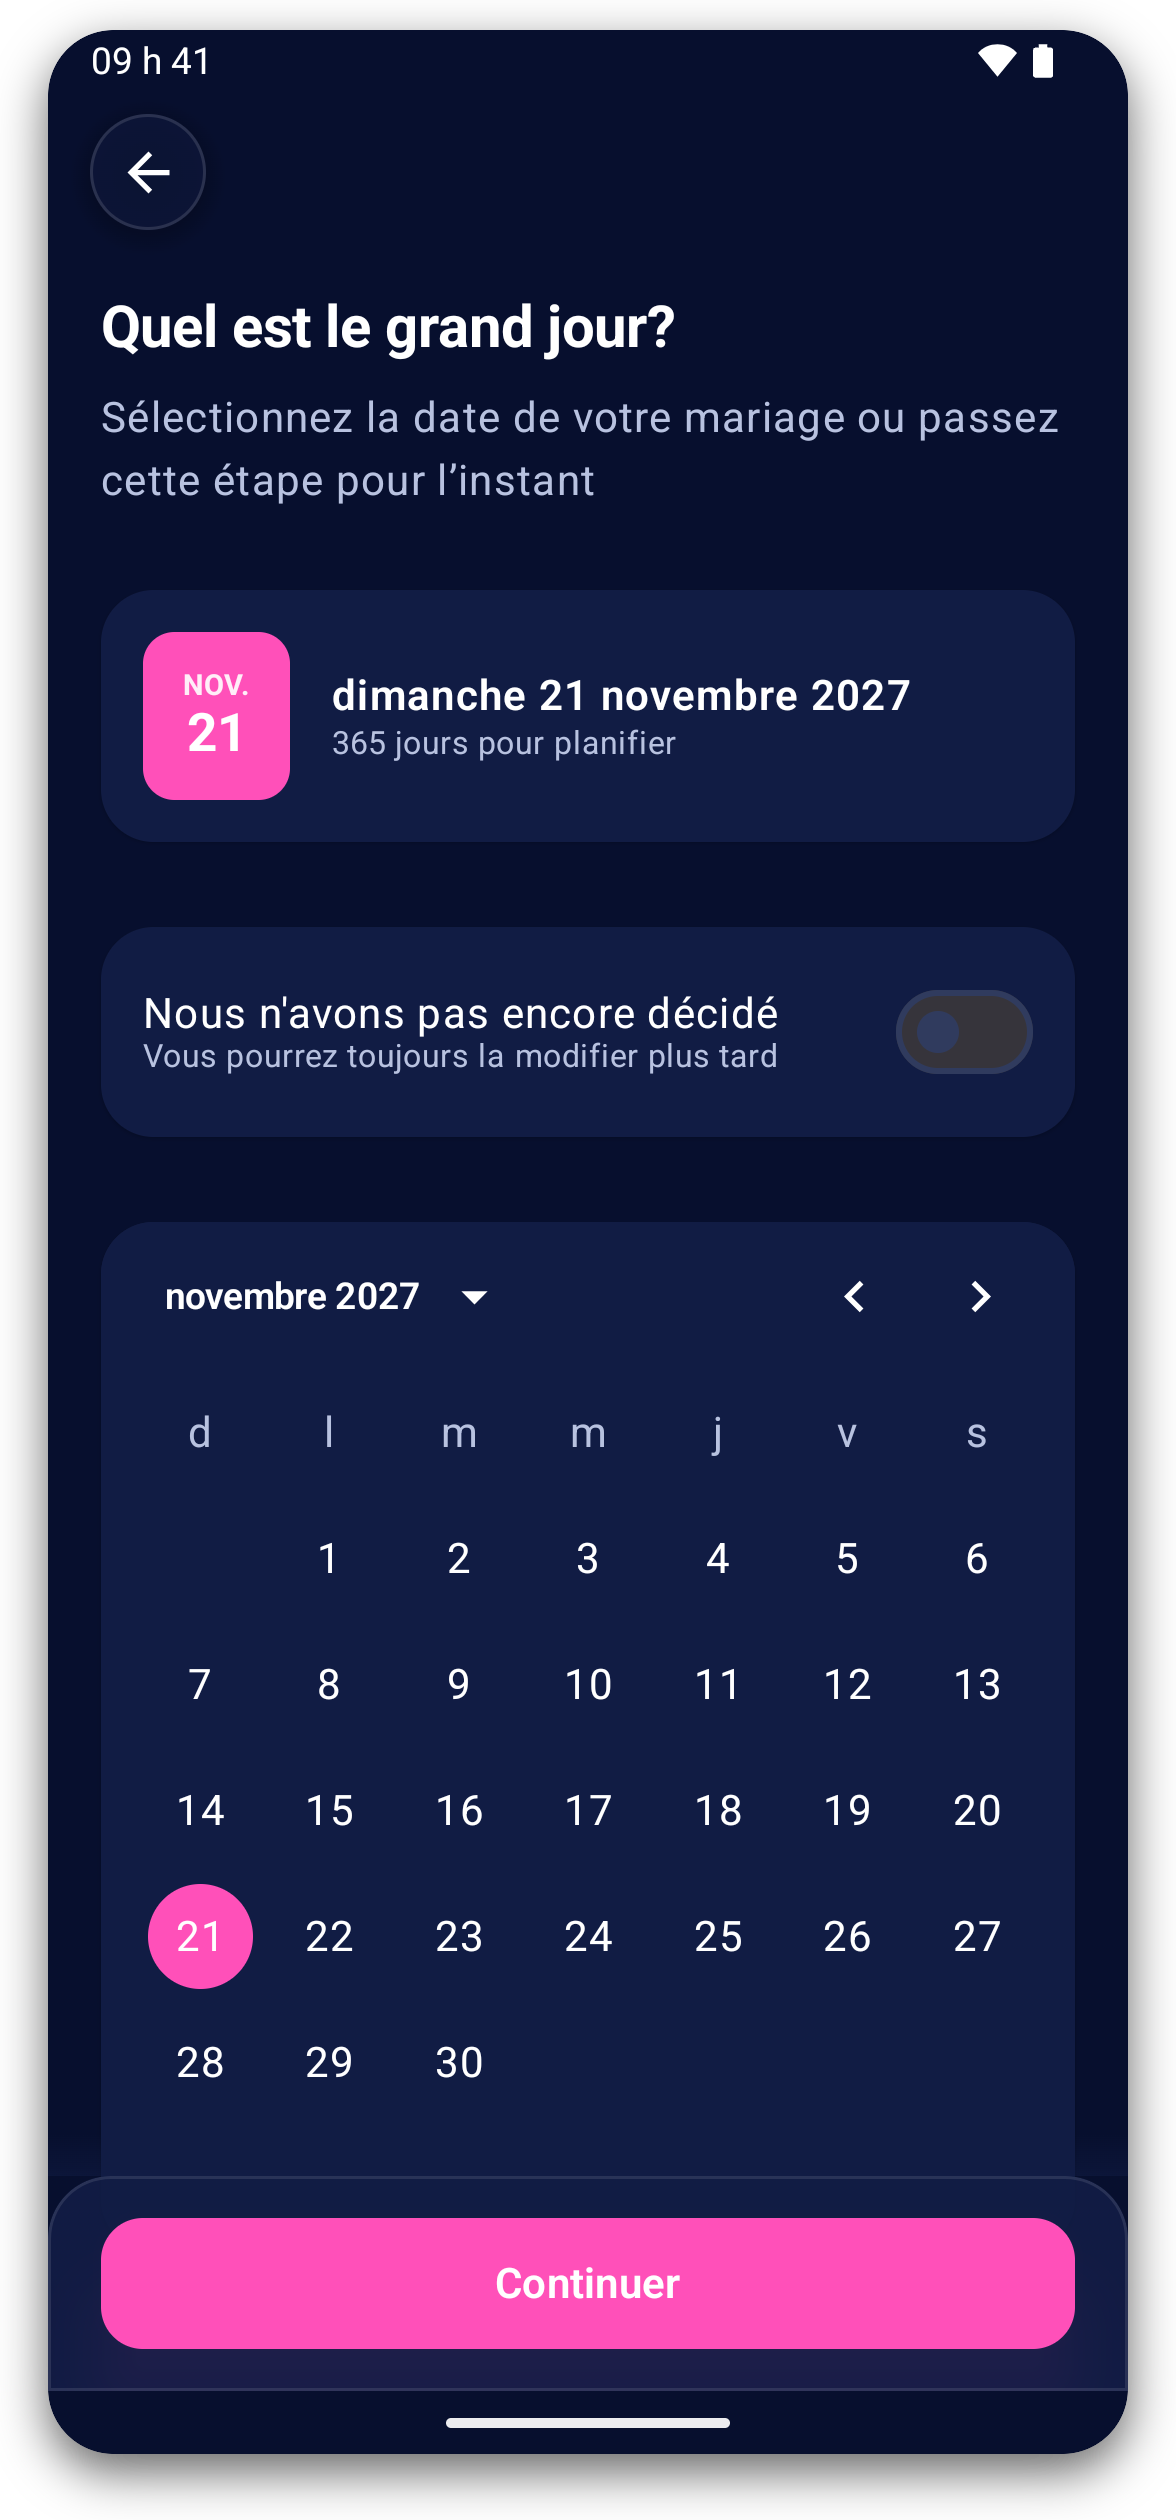 09 h 41
Quel est le grand jour?
Sélectionnez la date de votre mariage ou passez
cette étape pour l’instant
NOV.
21
dimanche 21 novembre 2027
365 jours pour planifier
Nous n'avons pas encore décidé
Vous pourrez toujours la modifier plus tard
novembre 2027
d l m m j v s
1 2 3 4 5 6
7 8 9 10 11 12 13
14 15 16 17 18 19 20
21 22 23 24 25 26 27
28 29 30
Continuer